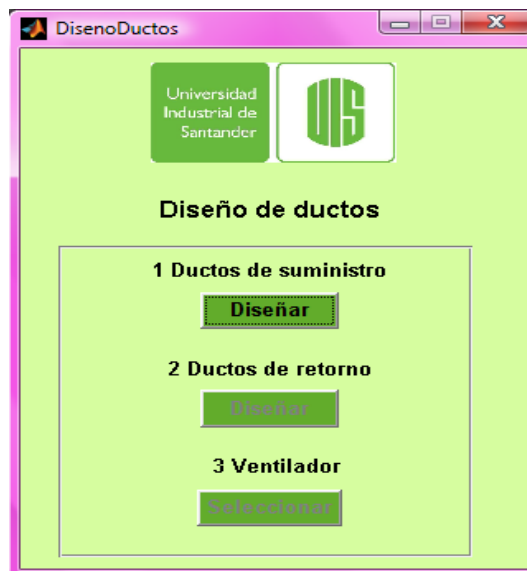 DisenoDuctos
Universidad
Industrial de
Santander
UIS
Diseño de ductos
1 Ductos de suministro
Diseñar
2 Ductos de retorno
Diseñar
3 Ventilador
Seleccionar